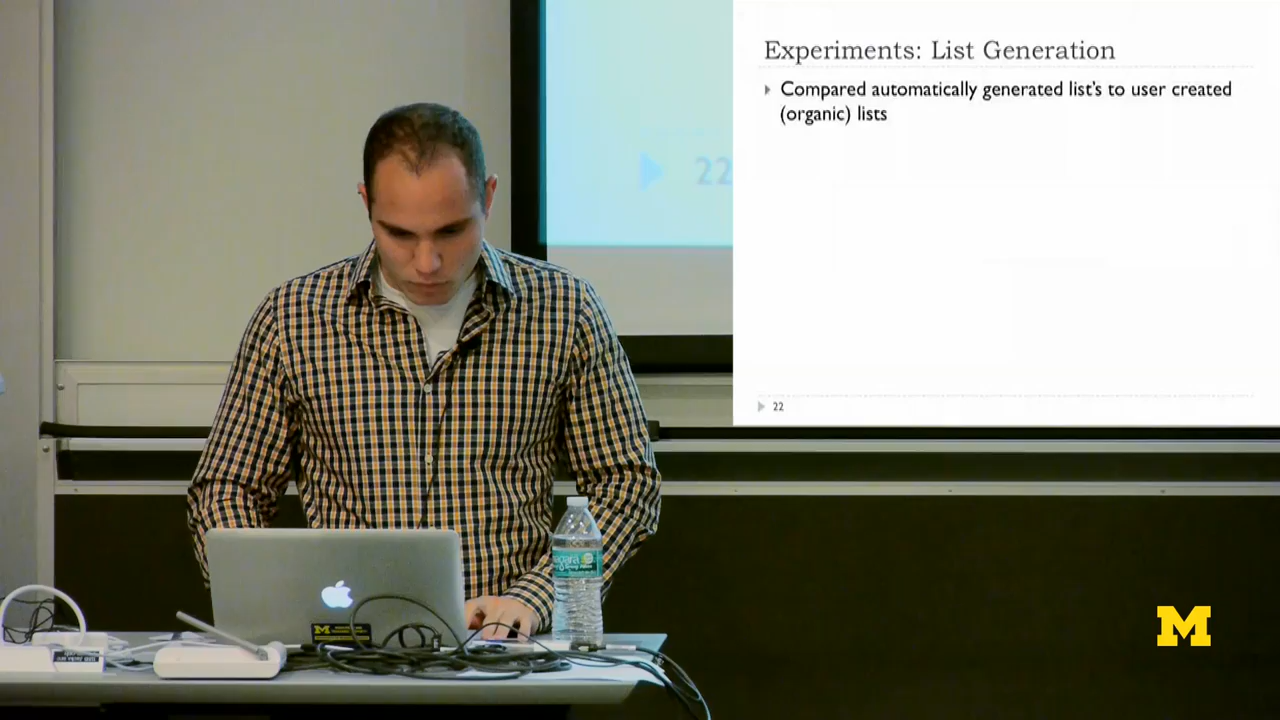 Experiments: List Generation
Compared automatically generated list's to user created
(organic) lists
22
22
M